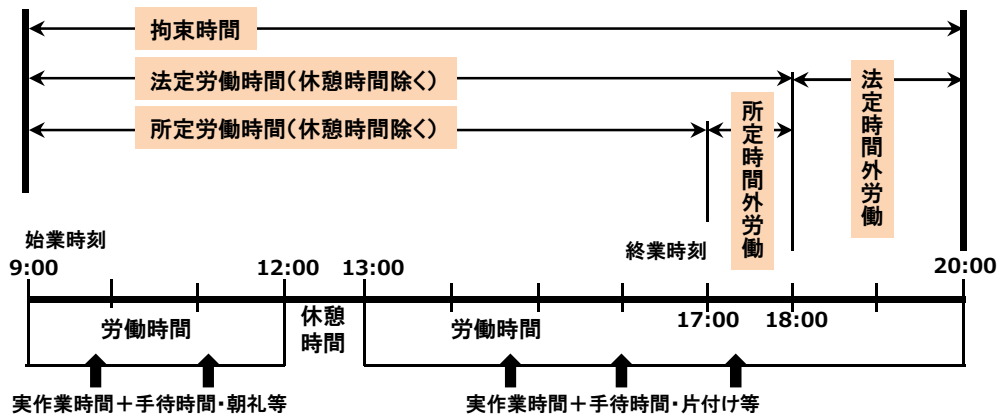 拘束時間
法定労働時間（休憩時間除く）
法定時間外労働
所定労働時間（休憩時間除く）
所定時間外労働
始業時刻
終業時刻
9:00
12:00
13:00
20:00
17:00
18:00
労働時間
休憩
時間
労働時間
実作業時間＋手待時間・朝礼等
実作業時間＋手待時間・片付け等